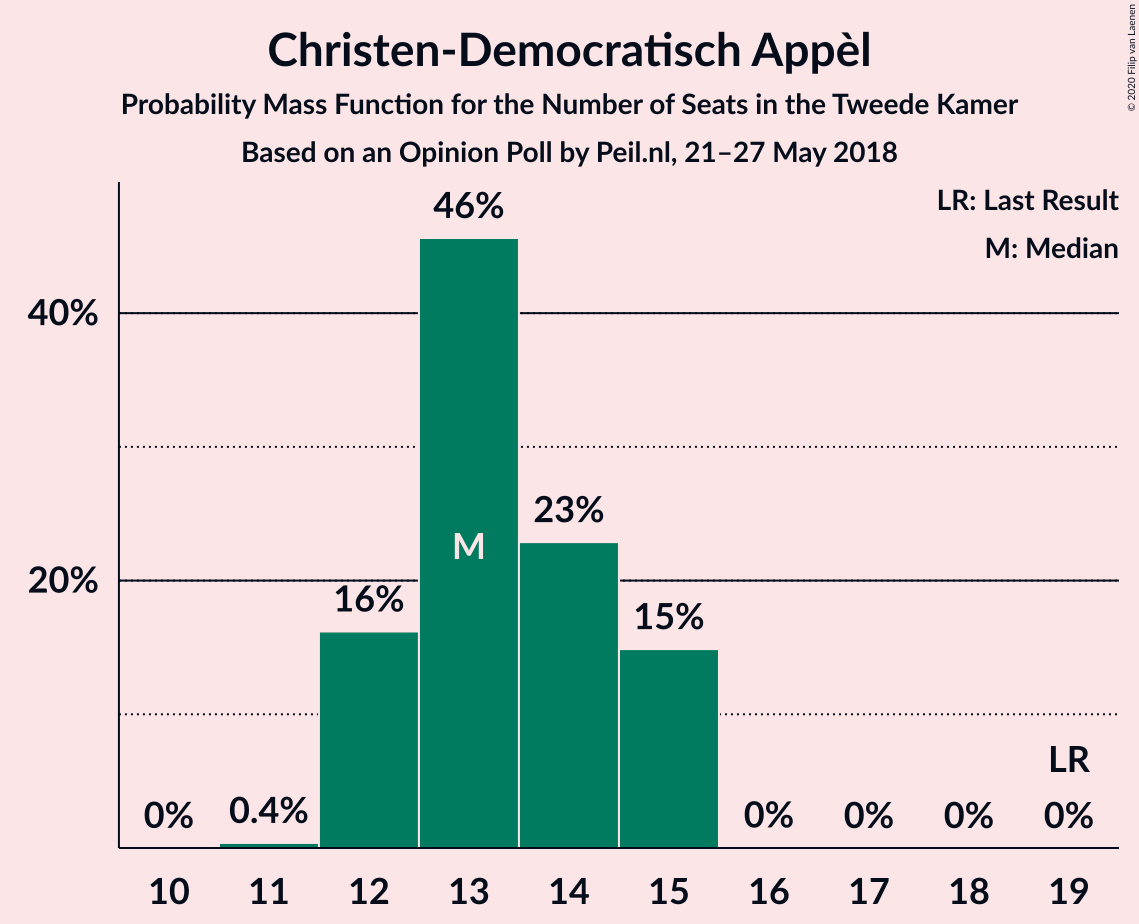 Christen-Democratisch Appèl
Probability Mass Function for the Number of Seats in the Tweede Kamer
Based on an Opinion Poll by Peil.nl, 21–27 May 2018
© 2020 Filip van Laenen
LR: Last Result
M: Median
46%
40%
23%
M
20%
16%
15%
LR
0%
0.4%
0%
0%
0%
0%
10 11 12 13 14 15 16 17 18 19